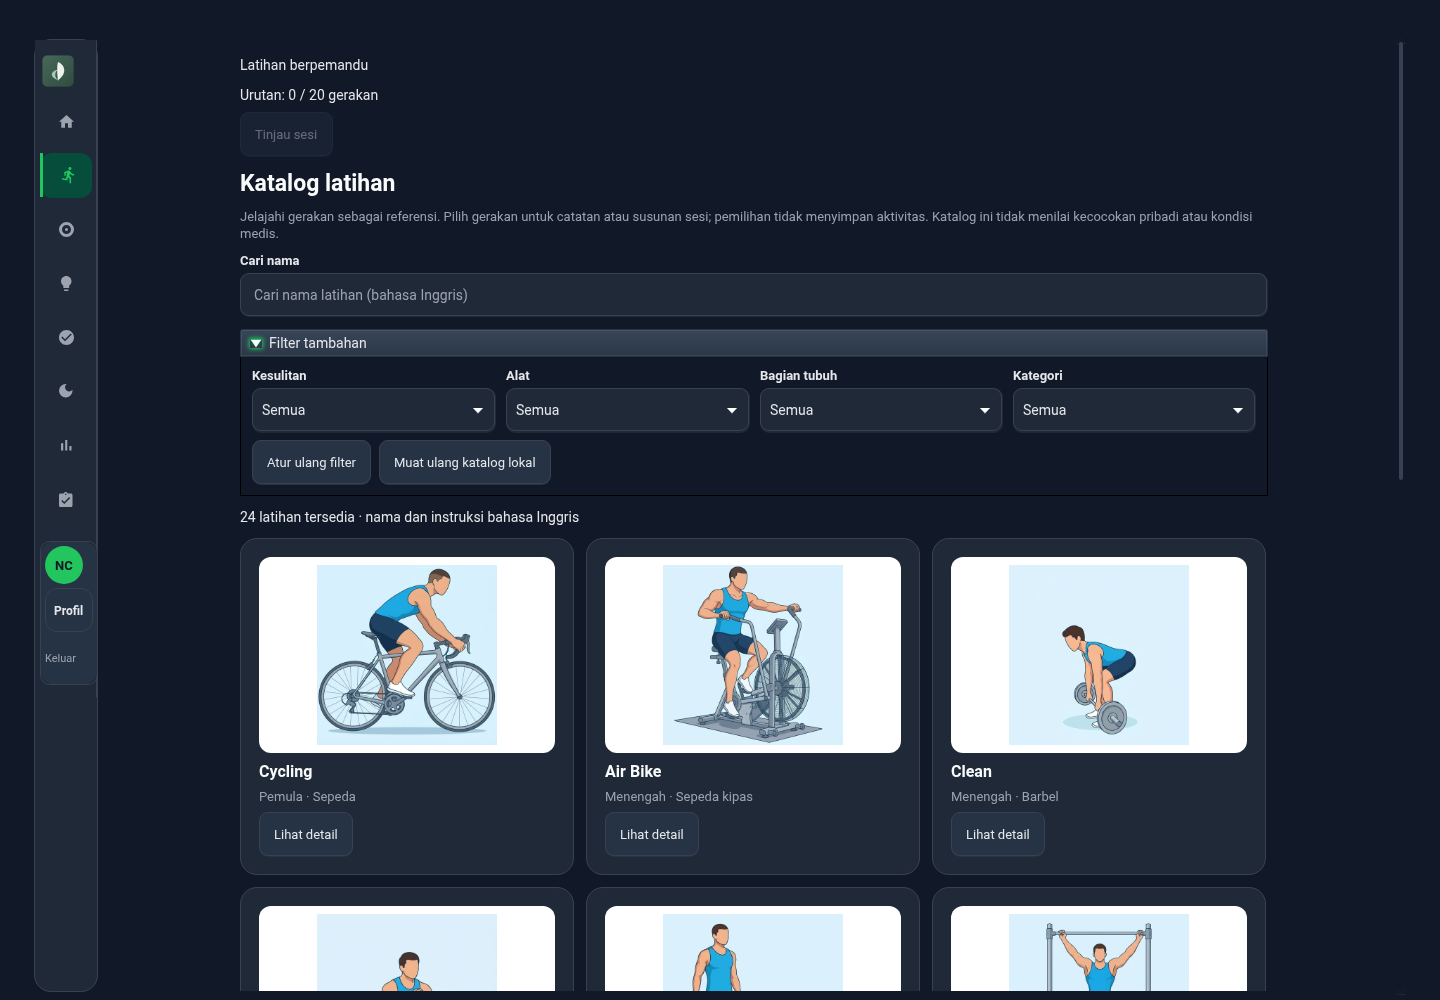 Latihan berpemandu
Urutan: 0 / 20 gerakan
Tinjau sesi
Katalog latihan
Jelajahi gerakan sebagai referensi. Pilih gerakan untuk catatan atau susunan sesi; pemilihan tidak menyimpan aktivitas. Katalog ini tidak menilai kecocokan pribadi atau kondisi
medis.
Cari nama
Cari nama latihan (bahasa Inggris)
Filter tambahan
Kesulitan
Alat
Bagian tubuh
Kategori
Semua
Semua
Semua
Semua
Atur ulang filter
Muat ulang katalog lokal
24 latihan tersedia · nama dan instruksi bahasa Inggris
NC
Profil
Keluar
Cycling
Pemula · Sepeda
Lihat detail
Air Bike
Menengah · Sepeda kipas
Lihat detail
Clean
Menengah · Barbel
Lihat detail